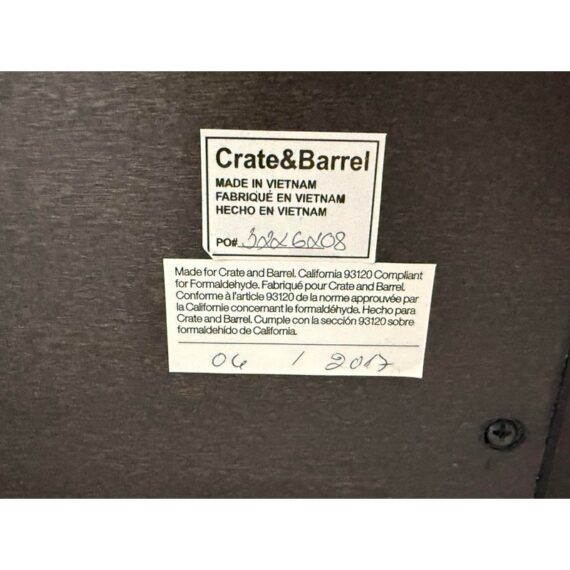 Crate&Barrel
MADE IN VIETNAM
FABRIQUÉ EN VIETNAM
HECHO EN VIETNAM
PO#
Made for Crate and Barrel. California 93120 Compliant
for Formaldehyde. Fabriqué pour Crate and Barrel.
Conforme à l'article 93120 de la norme approuvée par
la Californie concernant le formaldéhyde. Hecho para
Crate and Barrel. Cumple con la sección 93120 sobre
formaldehído de California.
06 / 2017